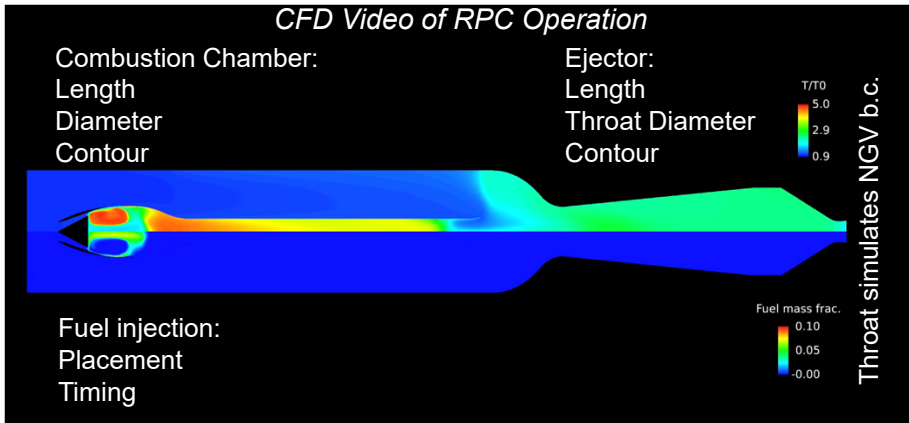 CFD Video of RPC Operation
Combustion Chamber:
Length
Diameter
Contour
Ejector:
Length
Throat Diameter
Contour
T/T0
5.0
2.9
0.9
Throat simulates NGV b.c.
Fuel injection:
Placement
Timing
Fuel mass frac.
0.10
0.05
-0.00